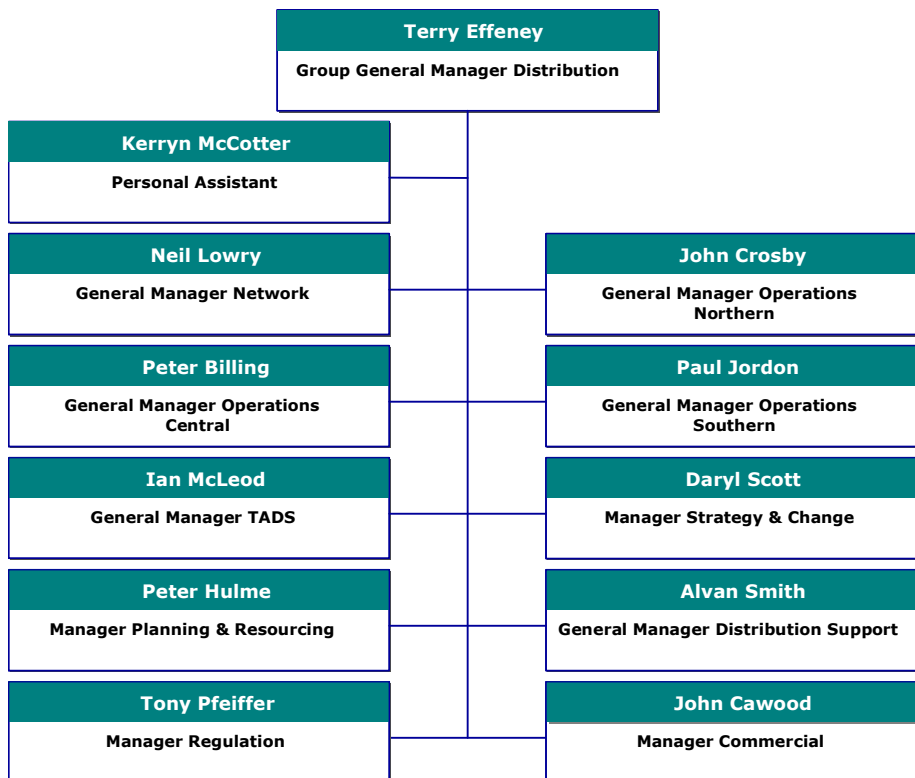 Terry Effeney
Group General Manager Distribution
Kerryn McCotter
Personal Assistant
Neil Lowry
General Manager Network
John Crosby
General Manager Operations
Northern
Peter Billing
General Manager Operations
Central
Paul Jordon
General Manager Operations
Southern
Ian McLeod
General Manager TADS
Daryl Scott
Manager Strategy & Change
Peter Hulme
Manager Planning & Resourcing
Alvan Smith
General Manager Distribution Support
Tony Pfeiffer
Manager Regulation
John Cawood
Manager Commercial